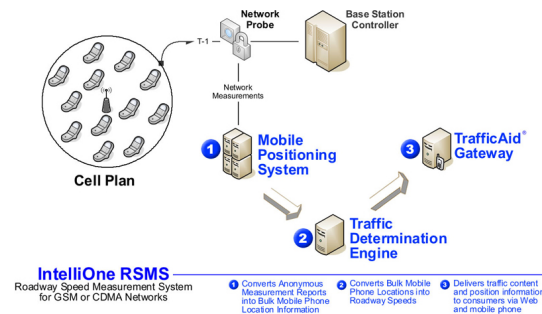 Network
Probe
Base Station
Controller
T-1
Network
Measurements
Cell Plan
1
Mobile
Positioning
System
3
TrafficAid®
Gateway
2
Traffic
Determination
Engine
IntelliOne RSMS
Roadway Speed Measurement System
for GSM or CDMA Networks
1 Converts Anonymous
Measurement Reports
into Bulk Mobile Phone
Location Information
2 Converts Bulk Mobile
Phone Locations into
Roadway Speeds
3 Delivers traffic content
and position information
to consumers via Web
and mobile phone